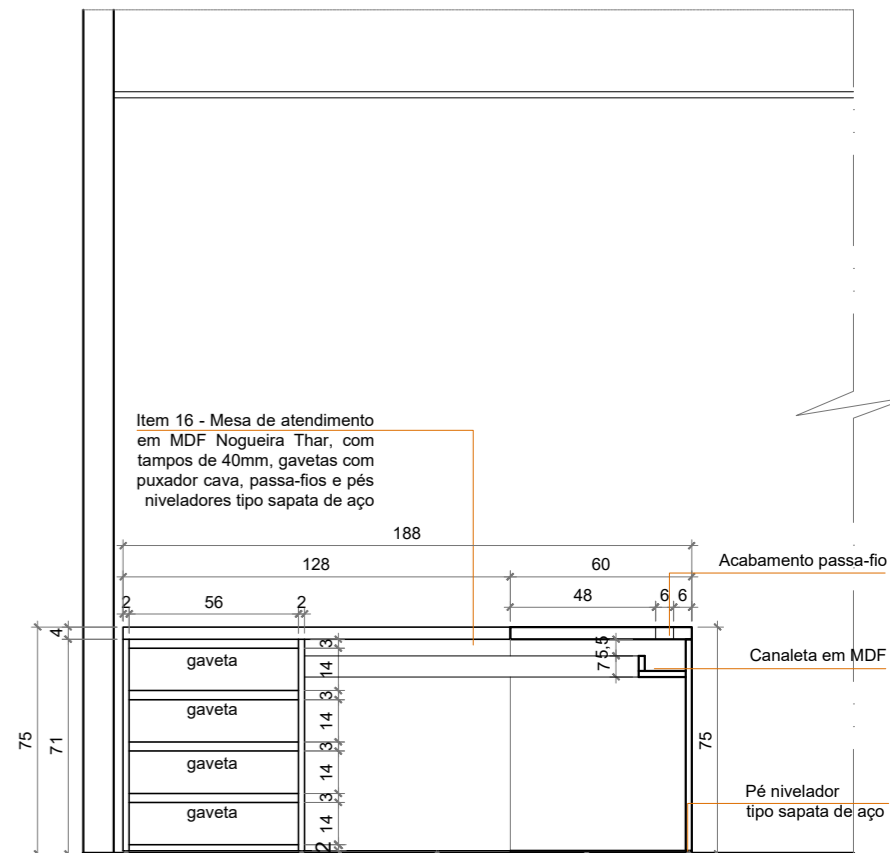 Item 16 - Mesa de atendimento
em MDF Nogueira Thar, com
tampos de 40mm, gavetas com
puxador cava, passa-fios e pés
niveladores tipo sapata de aço
188
128
60
Acabamento passa-fio
2
56
2
48
6
6
4
3
5,5
7
Canaleta em MDF
gaveta
14
3
gaveta
14
75
71
75
3
gaveta
14
3
Pé nivelador
tipo sapata de aço
gaveta
14
2